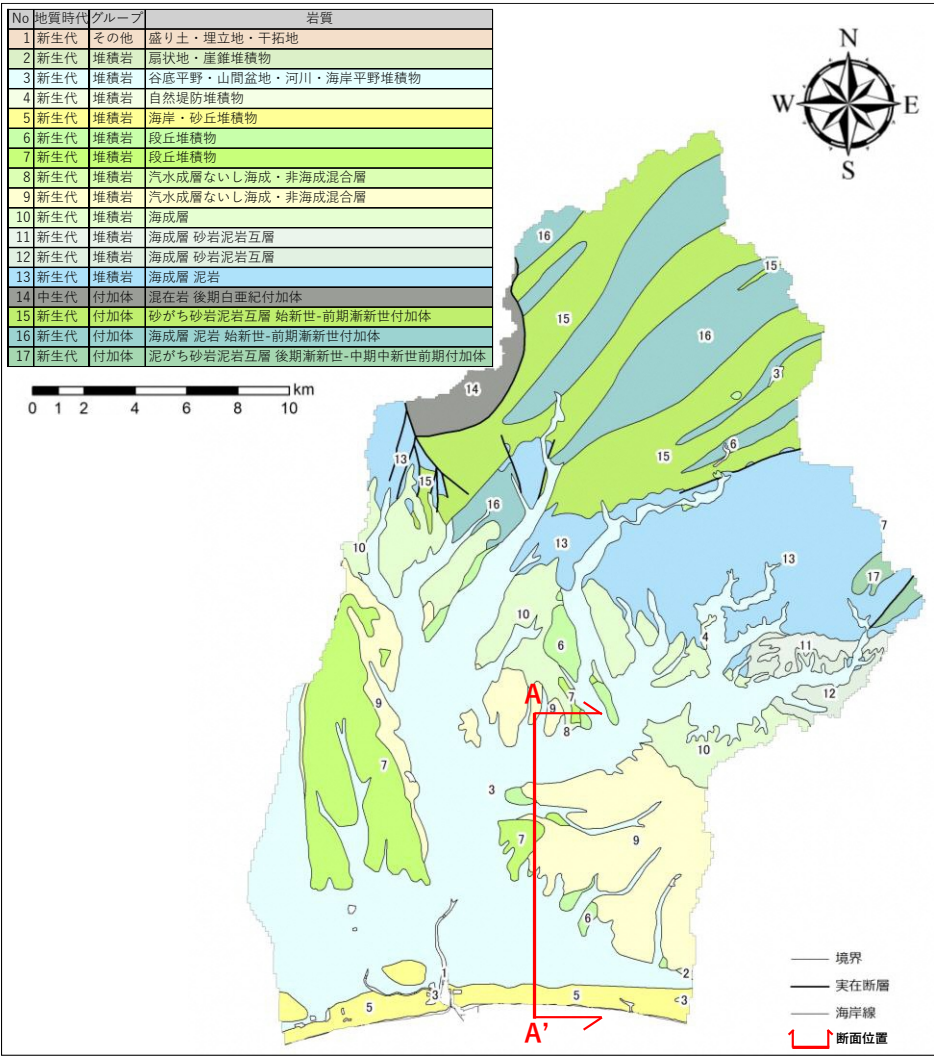 No 地質時代 グループ 岩質
1 新生代 その他 盛り土・埋立地・干拓地
2 新生代 堆積岩 扇状地・崖錐堆積物
3 新生代 堆積岩 谷底平野・山間盆地・河川・海岸平野堆積物
4 新生代 堆積岩 自然堤防堆積物
5 新生代 堆積岩 海岸・砂丘堆積物
6 新生代 堆積岩 段丘堆積物
7 新生代 堆積岩 段丘堆積物
8 新生代 堆積岩 汽水成層ないし海成・非海成混合層
9 新生代 堆積岩 汽水成層ないし海成・非海成混合層
10 新生代 堆積岩 海成層
11 新生代 堆積岩 海成層 砂岩泥岩互層
12 新生代 堆積岩 海成層 砂岩泥岩互層
13 新生代 堆積岩 海成層 泥岩
14 中生代 付加体 混在岩 後期白亜紀付加体
15 新生代 付加体 砂がち砂岩泥岩互層 始新世-前期漸新世付加体
16 新生代 付加体 海成層 泥岩 始新世-前期漸新世付加体
17 新生代 付加体 泥がち砂岩泥岩互層 後期漸新世-中期中新世前期付加体
N
W E
S
km
0 1 2 4 6 8 10
16
15
15
16
3
14
6
15
13
15
16
7
10
13
13
17
10
4
6
11
12
7
A
9
9
8
10
7
3
7
9
6
2
1
3
5
5
3
A'
境界
実在断層
海岸線
断面位置